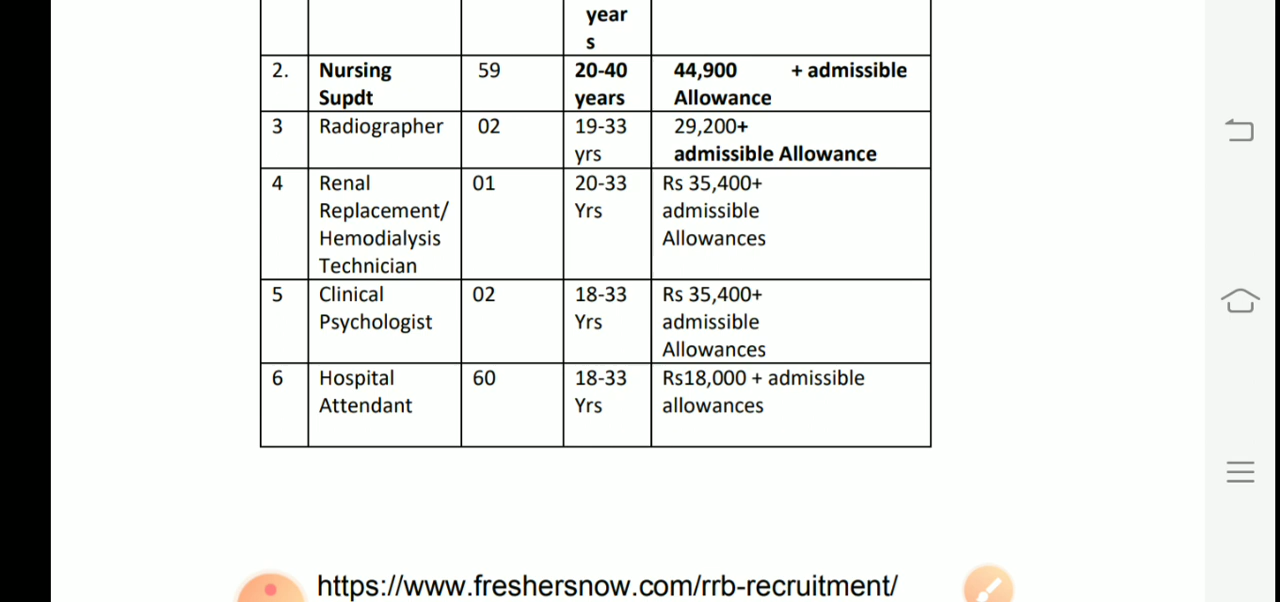 year
s
2. Nursing 59 20-40 44,900 + admissible
Supdt years Allowance
3 Radiographer 02 19-33 29,200+
yrs admissible Allowance
4 Renal 01 20-33 Rs 35,400+
Replacement/ Yrs admissible
Hemodialysis Allowances
Technician
5 Clinical 02 18-33 Rs 35,400+
Psychologist Yrs admissible
Allowances
6 Hospital 60 18-33 Rs18,000 + admissible
Attendant Yrs allowances
https://www.freshersnow.com/rrb-recruitment/